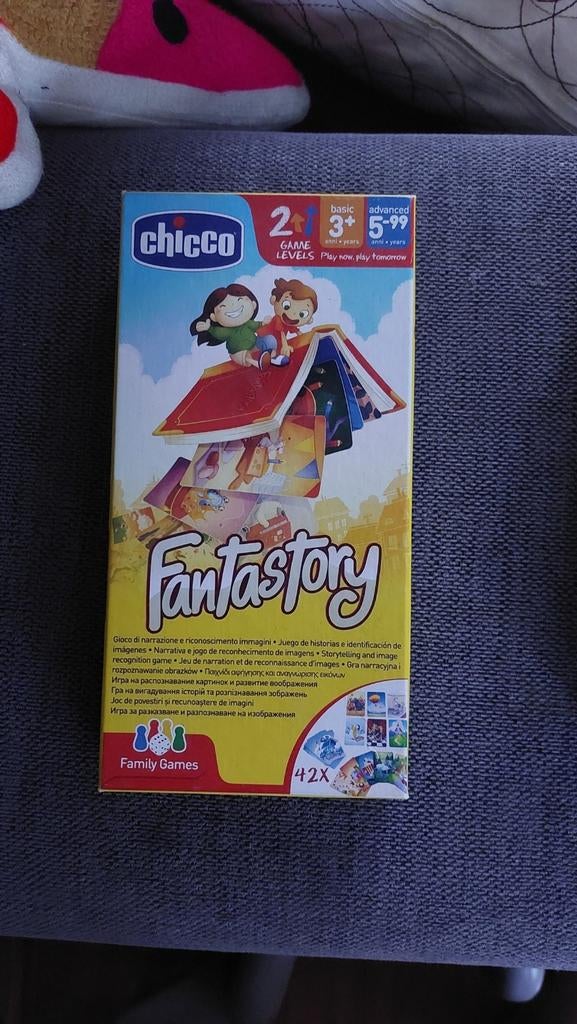 chicco
2
GAME
LEVELS
basic
3+
anni • years
advanced
5-99
anni • years
Play now, play tomorrow
Fantastory
Gioco di narrazione e riconoscimento immagini • Juego de historias e identificación de
imágenes • Narrativa e jogo de reconhecimento de imagens • Storytelling and image
recognition game • Jeu de narration et de reconnaissance d'images • Gra narracyjna i
rozpoznawanie obrazków • Παιχνίδι αφήγησης και αναγνώρισης εικόνων
Игра на распознавание картинок и развитие воображения
Гра на вигадування історій та розпізнавання зображень
Joc de povestiri și recunoaștere de imagini
Игра за разказване и разпознаване на изображения
Family Games
42X